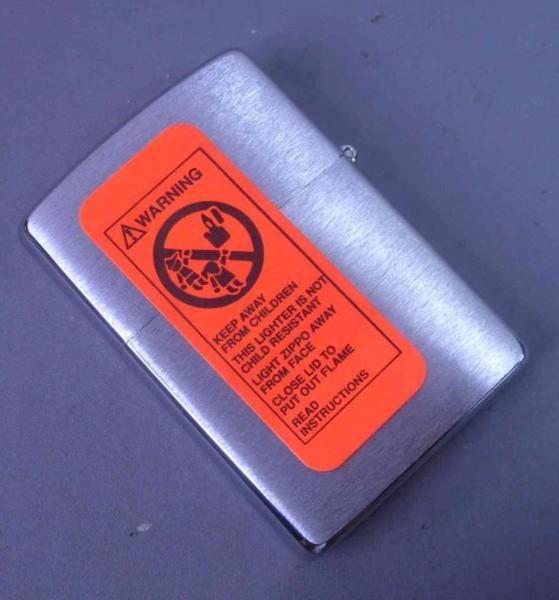 WARNING
KEEP AWAY
FROM CHILDREN
THIS LIGHTER IS NOT
CHILD RESISTANT
LIGHT ZIPPO AWAY
FROM FACE
CLOSE LID TO
PUT OUT FLAME
READ
INSTRUCTIONS